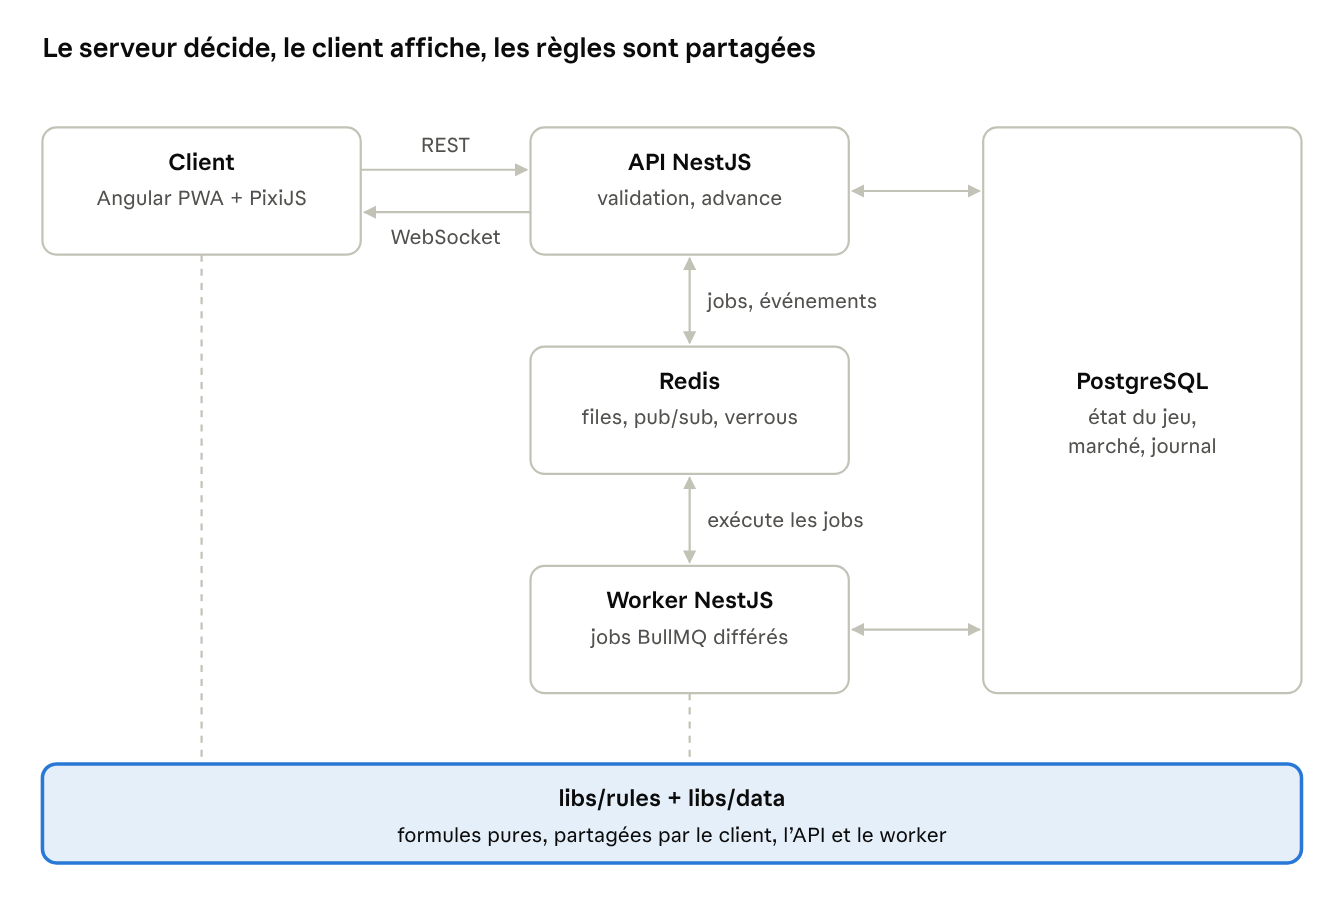 Le serveur décide, le client affiche, les règles sont partagées
Client
Angular PWA + PixiJS
REST
WebSocket
API NestJS
validation, advance
jobs, événements
Redis
files, pub/sub, verrous
exécute les jobs
Worker NestJS
jobs BullMQ différés
PostgreSQL
état du jeu,
marché, journal
libs/rules + libs/data
formules pures, partagées par le client, l’API et le worker